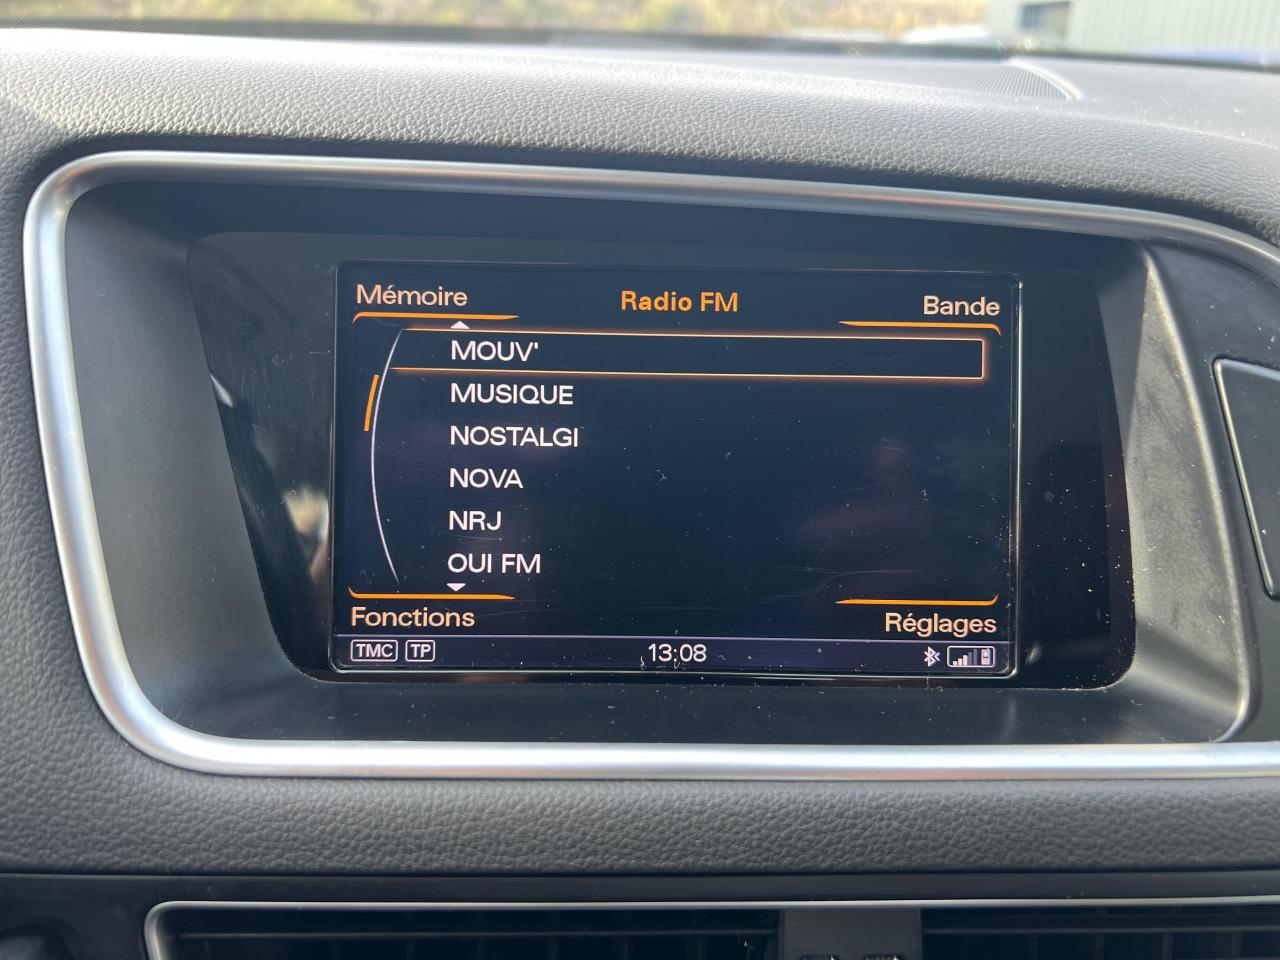 Mémoire Radio FM Bande
MOUV'
MUSIQUE
NOSTALGI
NOVA
NRJ
OUI FM
Fonctions Réglages
TMC TP 13:08